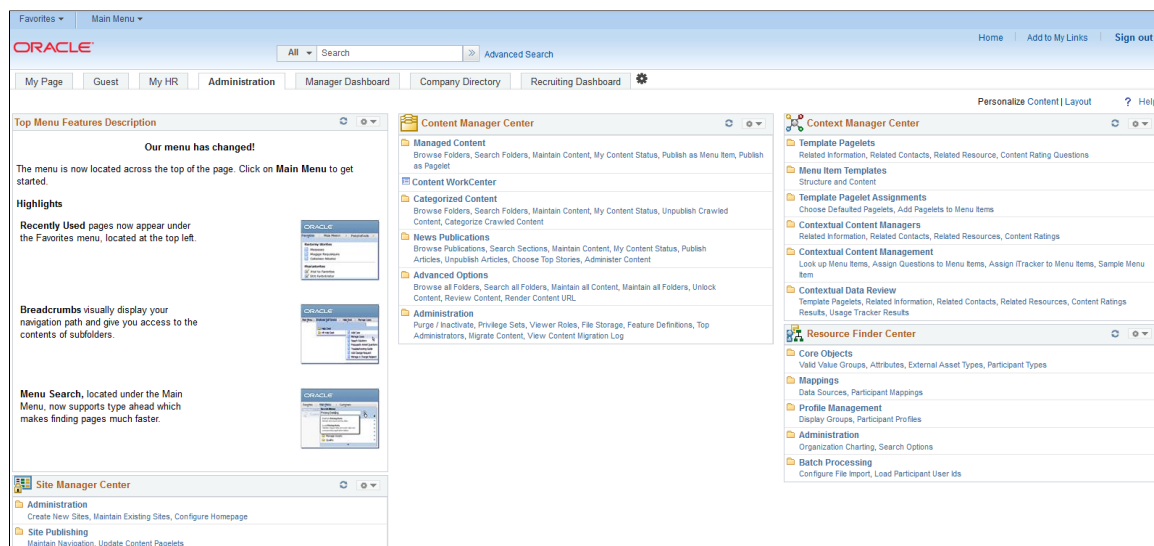 Favorites Main Menu
ORACLE
All Search » Advanced Search
Home Add to My Links Sign out
My Page Guest My HR Administration Manager Dashboard Company Directory Recruiting Dashboard
Personalize Content | Layout ? Help
Top Menu Features Description
Our menu has changed!
The menu is now located across the top of the page. Click on Main Menu to get
started.
Highlights
Recently Used pages now appear under
the Favorites menu, located at the top left.
ORACLE
Breadcrumbs visually display your
navigation path and give you access to the
contents of subfolders.
Menu Search, located under the Main
Menu, now supports type ahead which
makes finding pages much faster.
ORACLE
Site Manager Center
Administration
Create New Sites, Maintain Existing Sites, Configure Homepage
Site Publishing
Maintain Navigation, Update Content Pagelets
Content Manager Center
Managed Content
Browse Folders, Search Folders, Maintain Content, My Content Status, Publish as Menu Item, Publish
as Pagelet
Content WorkCenter
Categorized Content
Browse Folders, Search Folders, Maintain Content, My Content Status, Unpublish Crawled
Content, Categorize Crawled Content
News Publications
Browse Publications, Search Sections, Maintain Content, My Content Status, Publish
Articles, Unpublish Articles, Choose Top Stories, Administer Content
Advanced Options
Browse all Folders, Search all Folders, Maintain all Content, Maintain all Folders, Unlock
Content, Review Content, Render Content URL
Administration
Purge / Inactivate, Privilege Sets, Viewer Roles, File Storage, Feature Definitions, Top
Administrators, Migrate Content, View Content Migration Log
Context Manager Center
Template Pagelets
Related Information, Related Contacts, Related Resource, Content Rating Questions
Menu Item Templates
Structure and Content
Template Pagelet Assignments
Choose Defaulted Pagelets, Add Pagelets to Menu Items
Contextual Content Managers
Related Information, Related Contacts, Related Resources, Content Ratings
Contextual Content Management
Look up Menu Items, Assign Questions to Menu Items, Assign iTracker to Menu Items, Sample Menu
Item
Contextual Data Review
Template Pagelets, Related Information, Related Contacts, Related Resources, Content Ratings
Results, Usage Tracker Results
Resource Finder Center
Core Objects
Valid Value Groups, Attributes, External Asset Types, Participant Types
Mappings
Data Sources, Participant Mappings
Profile Management
Display Groups, Participant Profiles
Administration
Organization Charting, Search Options
Batch Processing
Configure File Import, Load Participant User Ids